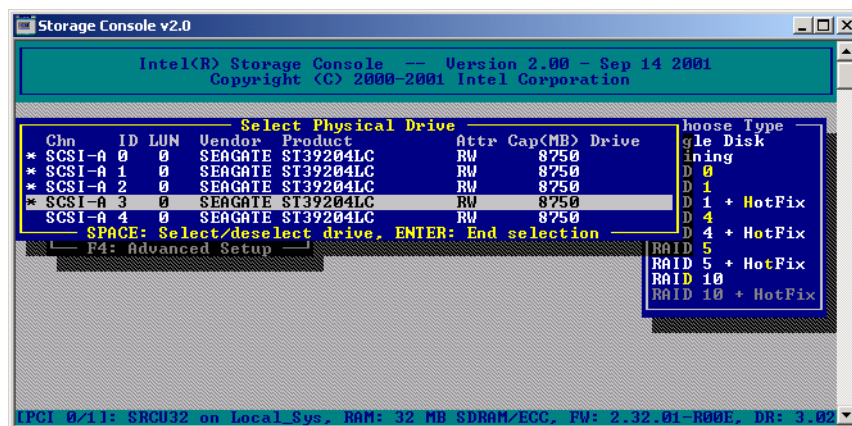 Storage Console v2.0
Intel(R) Storage Console -- Version 2.00 - Sep 14 2001
Copyright (C) 2000-2001 Intel Corporation
Select Physical Drive
Chn ID LUN Vendor Product Attr Cap(MB) Drive
* SCSI-A 0 0 SEAGATE ST39204LC RW 8750
* SCSI-A 1 0 SEAGATE ST39204LC RW 8750
* SCSI-A 2 0 SEAGATE ST39204LC RW 8750
* SCSI-A 3 0 SEAGATE ST39204LC RW 8750
SCSI-A 4 0 SEAGATE ST39204LC RW 8750
SPACE: Select/deselect drive, ENTER: End selection
F4: Advanced Setup
hoose Type
gle Disk
ining
D 0
D 1
D 1 + HotFix
D 4
D 4 + HotFix
RAID 5
RAID 5 + HotFix
RAID 10
RAID 10 + HotFix
[PCI 0/1]: SRCU32 on Local_Sys, RAM: 32 MB SDRAM/ECC, FW: 2.32.01-R00E, DR: 3.02